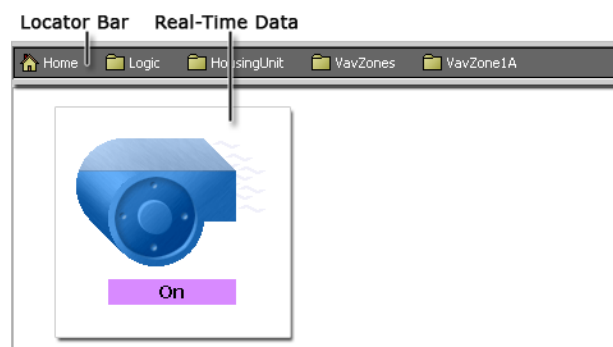 Locator Bar Real-Time Data
Home Logic HousingUnit VavZones VavZone1A
On